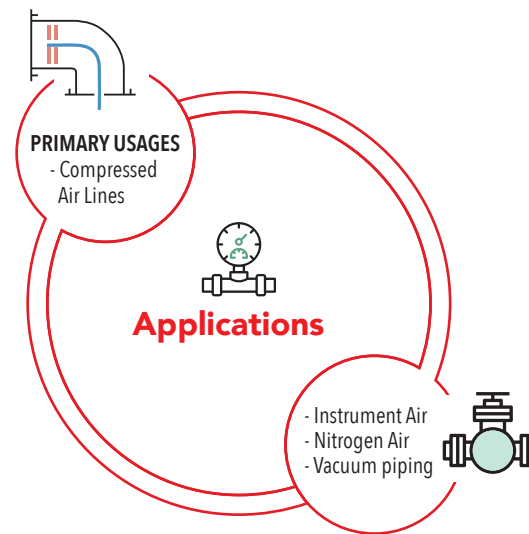 PRIMARY USAGES
- Compressed
Air Lines
Applications
- Instrument Air
- Nitrogen Air
- Vacuum piping